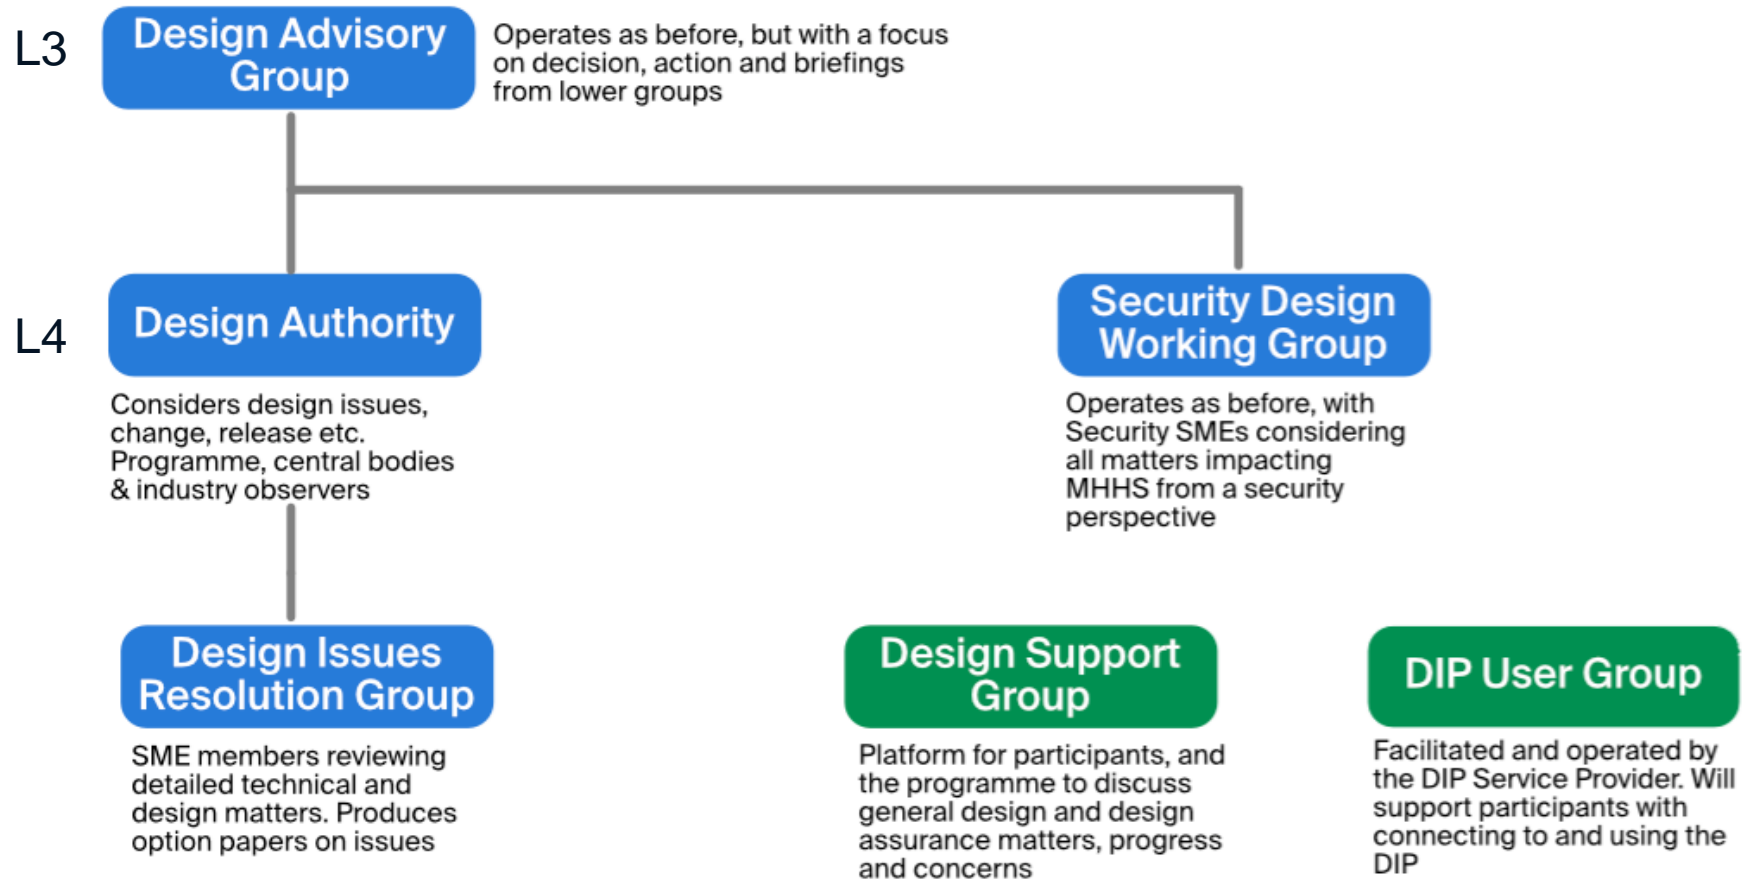 L3
Design Advisory
Group
Operates as before, but with a focus
on decision, action and briefings
from lower groups
L4
Design Authority
Considers design issues,
change, release etc.
Programme, central bodies
& industry observers
Security Design
Working Group
Operates as before, with
Security SMEs considering
all matters impacting
MHHS from a security
perspective
Design Issues
Resolution Group
SME members reviewing
detailed technical and
design matters. Produces
option papers on issues
Design Support
Group
Platform for participants, and
the programme to discuss
general design and design
assurance matters, progress
and concerns
DIP User Group
Facilitated and operated by
the DIP Service Provider. Will
support participants with
connecting to and using the
DIP